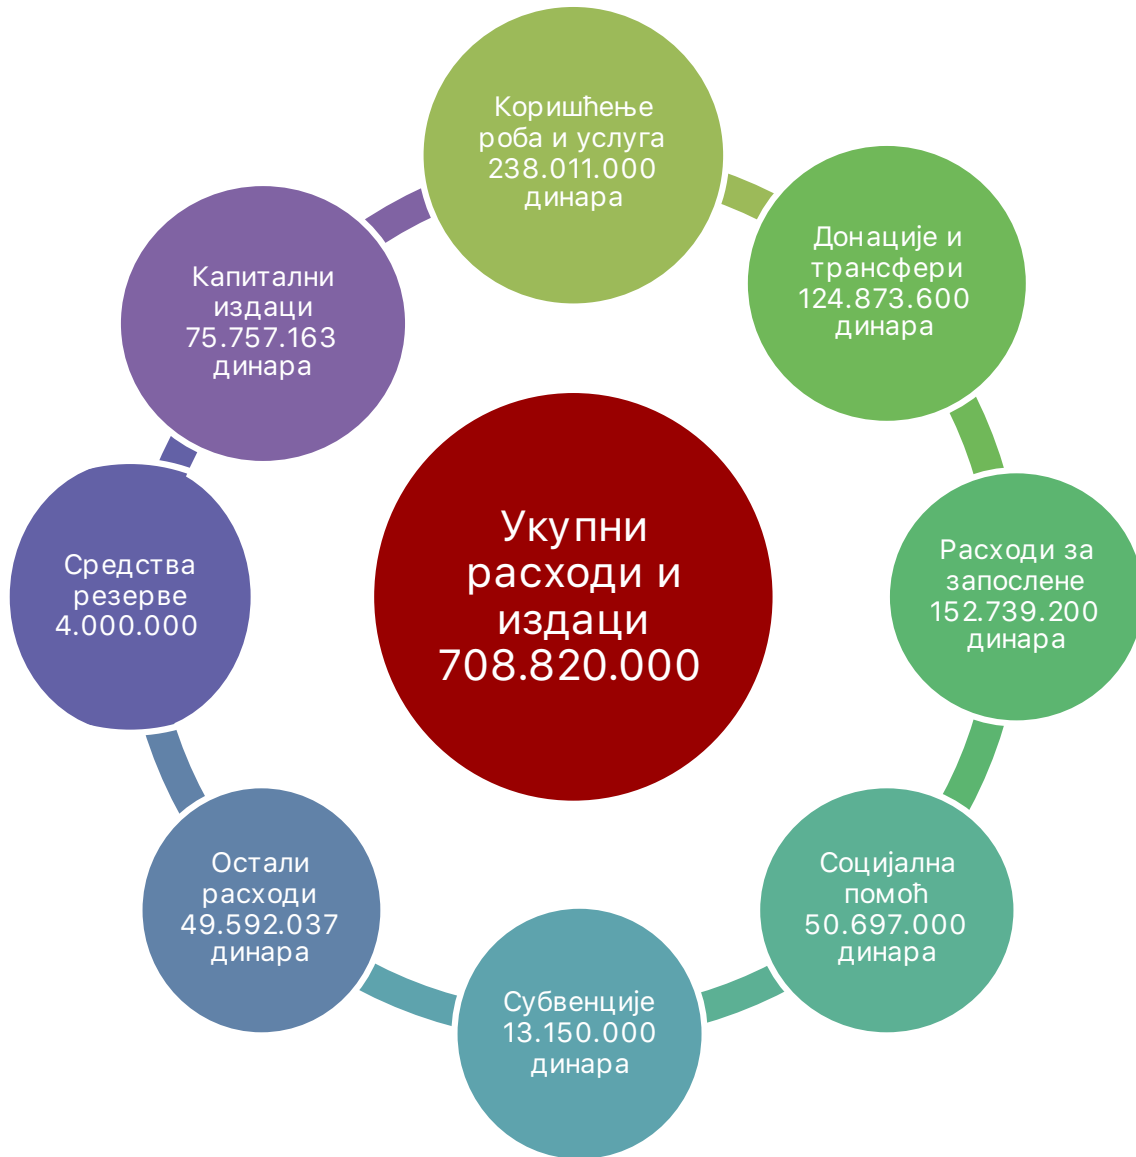 Коришћење
роба и услуга
238.011.000
динара
Донације и
трансфери
124.873.600
динара
Капитални
издаци
75.757.163
динара
Укупни
расходи и
издаци
708.820.000
Расходи за
запослене
152.739.200
динара
Средства
резерве
4.000.000
Социјална
помоћ
50.697.000
динара
Остали
расходи
49.592.037
динара
Субвенције
13.150.000
динара